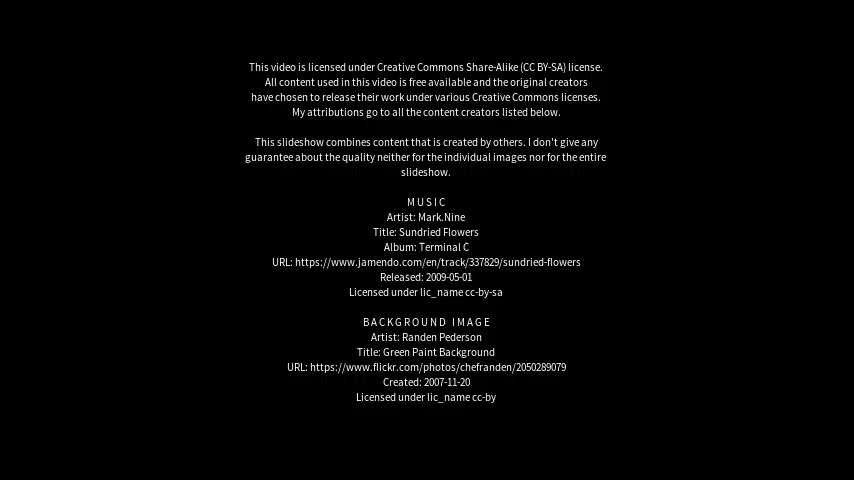 This video is licensed under Creative Commons Share-Alike (CC BY-SA) license.
All content used in this video is free available and the original creators
have chosen to release their work under various Creative Commons licenses.
My attributions go to all the content creators listed below.
This slideshow combines content that is created by others. I don't give any
guarantee about the quality neither for the individual images nor for the entire
slideshow.
M U S I C
Artist: Mark.Nine
Title: Sundried Flowers
Album: Terminal C
URL: https://www.jamendo.com/en/track/337829/sundried-flowers
Released: 2009-05-01
Licensed under lic_name cc-by-sa
B A C K G R O U N D   I M A G E
Artist: Randen Pederson
Title: Green Paint Background
URL: https://www.flickr.com/photos/chefranden/2050289079
Created: 2007-11-20
Licensed under lic_name cc-by